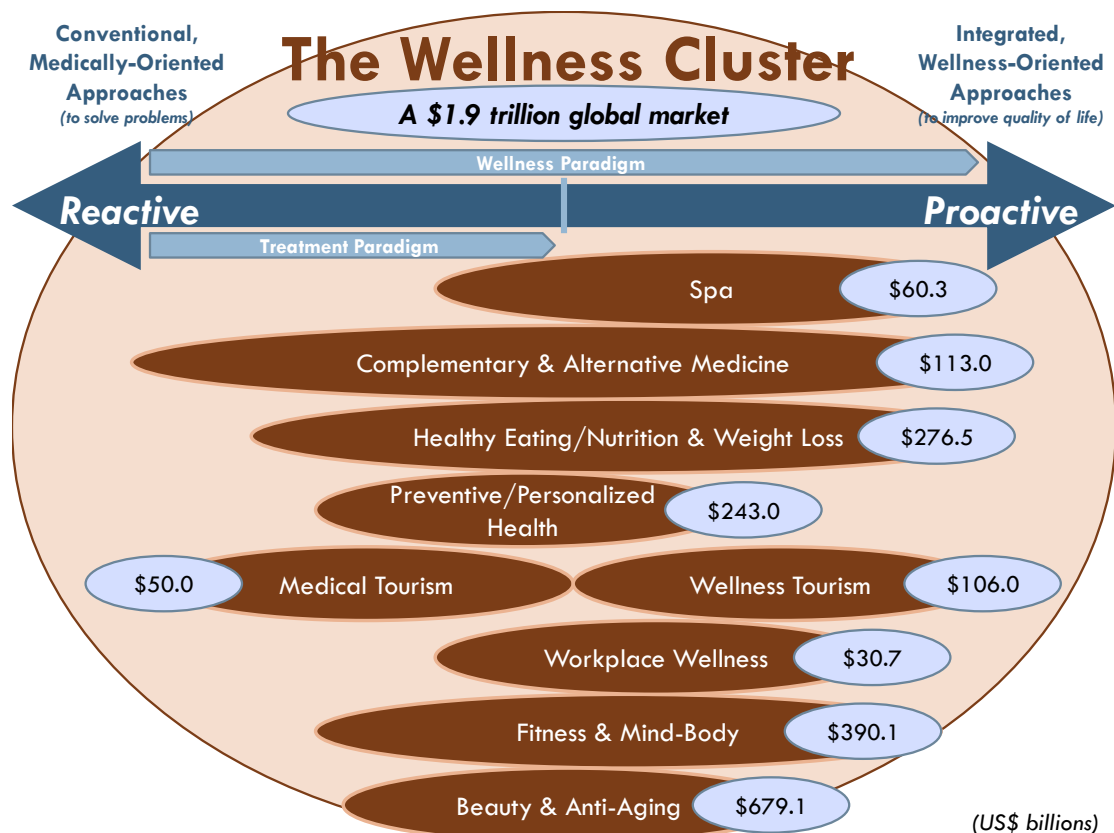 Conventional,
Medically-Oriented
Approaches
(to solve problems)
The Wellness Cluster
A $1.9 trillion global market
Integrated,
Wellness-Oriented
Approaches
(to improve quality of life)
Wellness Paradigm
Reactive
Proactive
Treatment Paradigm
Spa
$60.3
Complementary & Alternative Medicine
$113.0
Healthy Eating/Nutrition & Weight Loss
$276.5
Preventive/Personalized
Health
$243.0
$50.0
Medical Tourism
Wellness Tourism
$106.0
Workplace Wellness
$30.7
Fitness & Mind-Body
$390.1
Beauty & Anti-Aging
$679.1
(US$ billions)